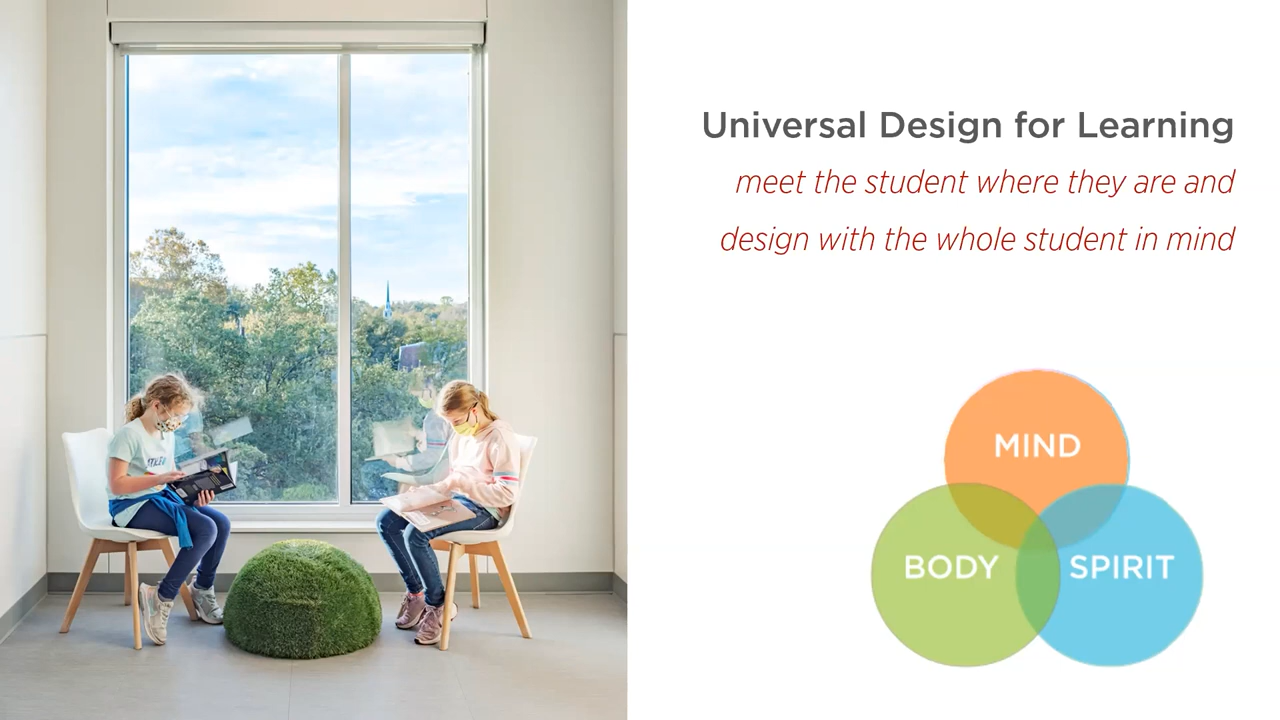 Universal Design for Learning
meet the student where they are and
design with the whole student in mind
MIND
BODY
SPIRIT